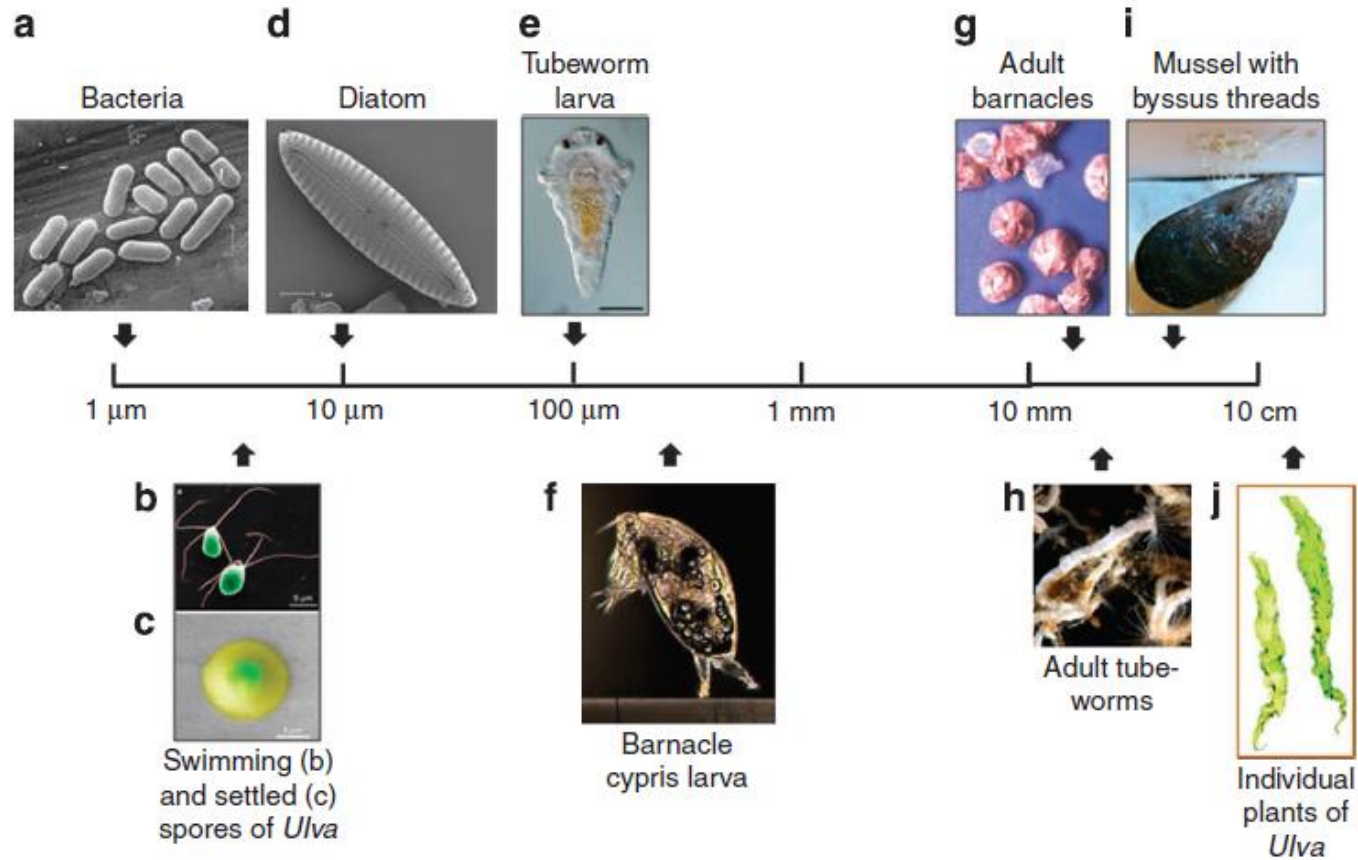 a
d
e
g
i
Bacteria
Diatom
Tubeworm
larva
Adult
barnacles
Mussel with
byssus threads
1 μm
10 μm
100 μm
1 mm
10 mm
10 cm
b
c
f
h
j
5 μm
Swimming (b)
and settled (c)
spores of Ulva
Barnacle
cypris larva
Adult tube-
worms
Individual
plants of
Ulva